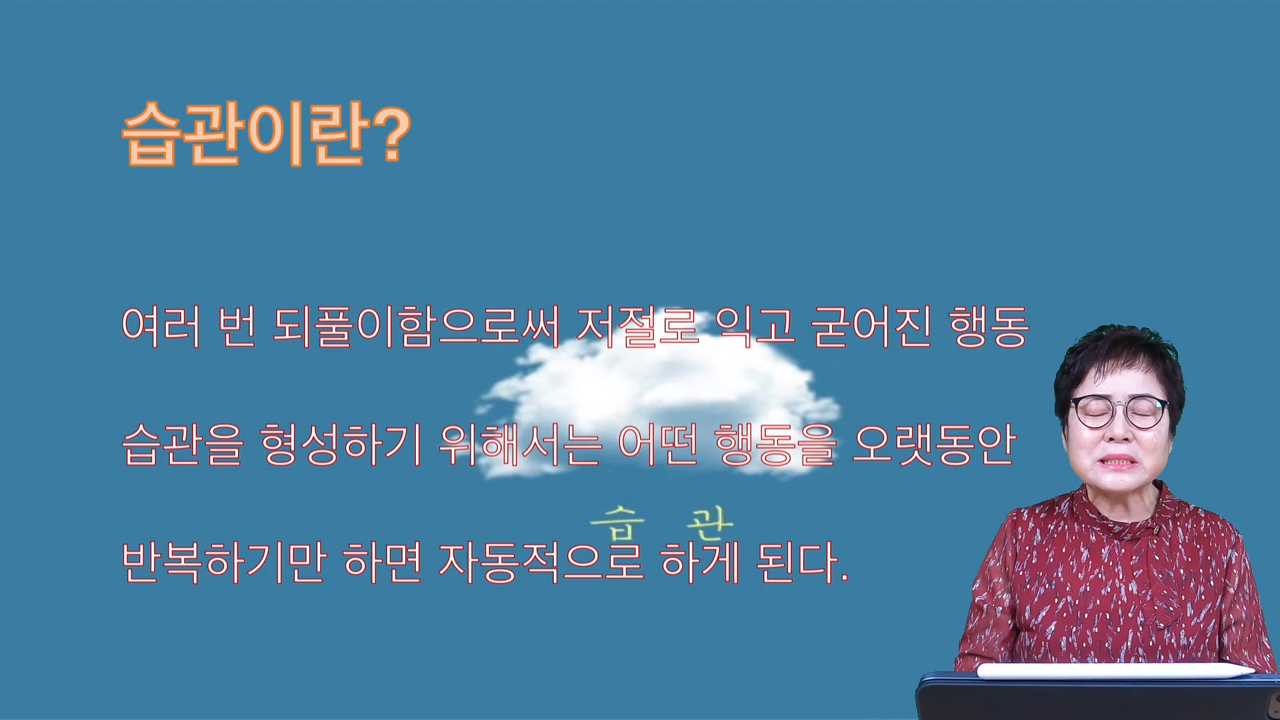 습관이란?
여러 번 되풀이함으로써 저절로 익고 굳어진 행동
습관을 형성하기 위해서는 어떤 행동을 오랫동안
습 관
반복하기만 하면 자동적으로 하게 된다.